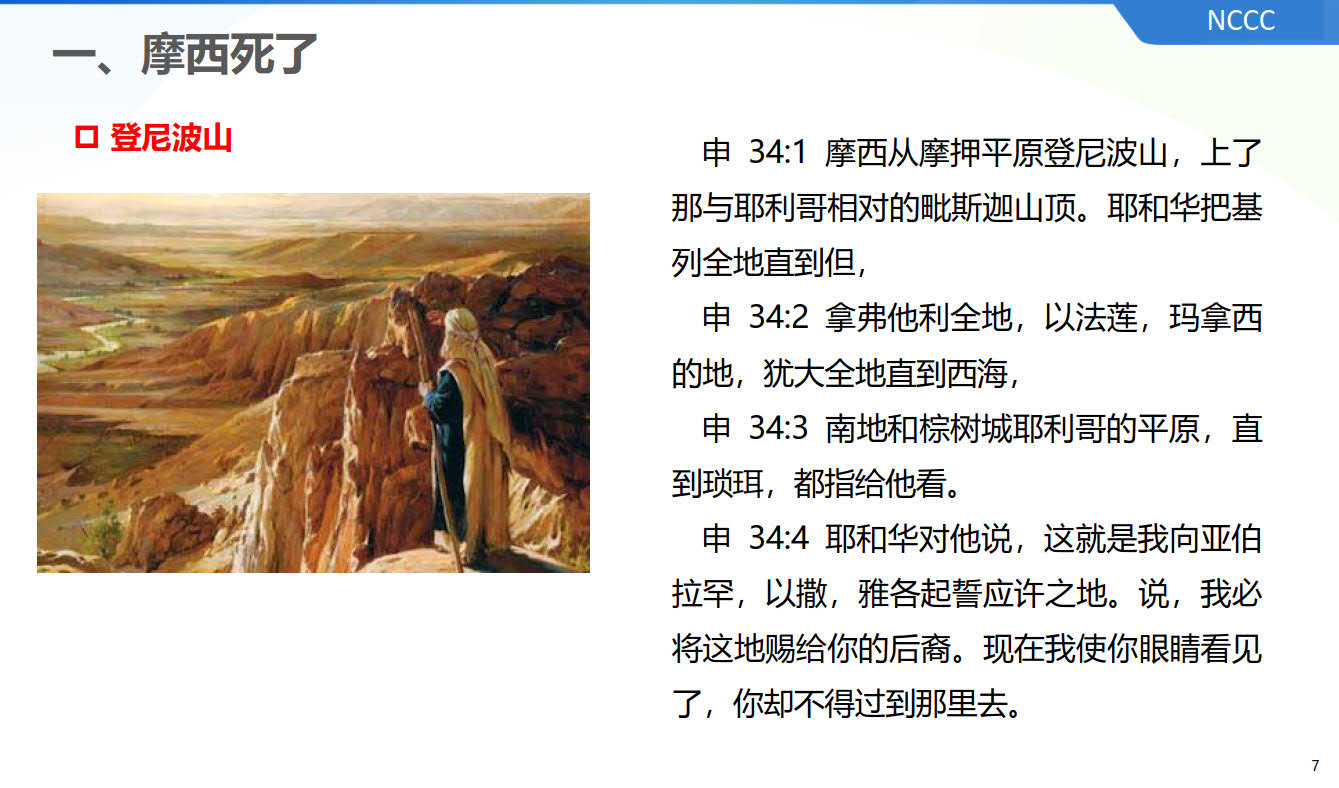 NCCC
一、摩西死了
登尼波山
申 34:1 摩西从摩押平原登尼波山，上了
那与耶利哥相对的毗斯迦山顶。耶和华把基
列全地直到但，
申 34:2 拿弗他利全地，以法莲，玛拿西
的地，犹大全地直到西海，
申 34:3 南地和棕树城耶利哥的平原，直
到琐珥，都指给他看。
申 34:4 耶和华对他说，这就是我向亚伯
拉罕，以撒，雅各起誓应许之地。说，我必
将这地赐给你的后裔。现在我使你眼睛看见
了，你却不得过到那里去。
7